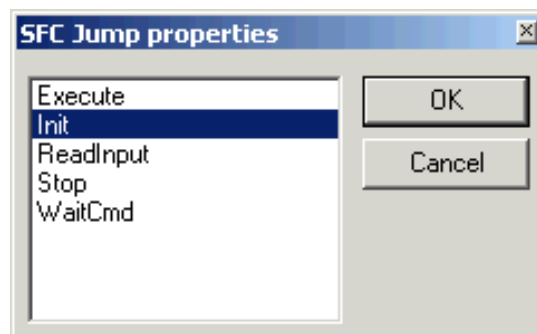 SFC Jump properties
Execute
Init
ReadInput
Stop
WaitCmd
OK
Cancel